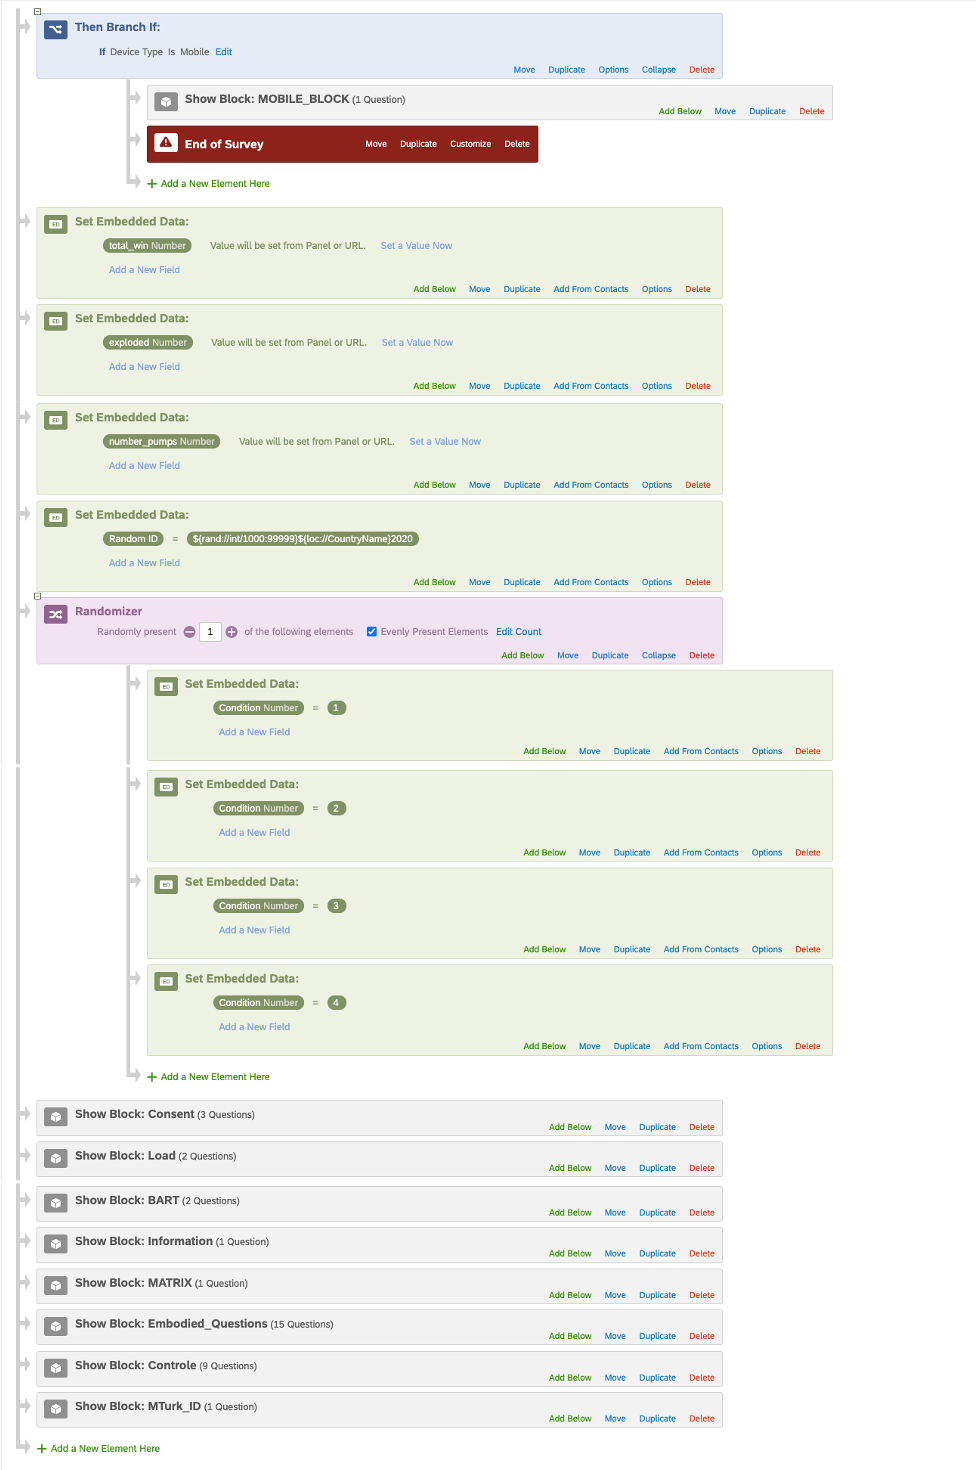 Then Branch If:
If Device Type Is Mobile Edit
Move Duplicate Options Collapse Delete
Show Block: MOBILE_BLOCK (1 Question)
Add Below Move Duplicate Delete
End of Survey Move Duplicate Customize Delete
+ Add a New Element Here
ED Set Embedded Data:
total_win Number Value will be set from Panel or URL. Set a Value Now
Add a New Field
Add Below Move Duplicate Add From Contacts Options Delete
ED Set Embedded Data:
exploded Number Value will be set from Panel or URL. Set a Value Now
Add a New Field
Add Below Move Duplicate Add From Contacts Options Delete
ED Set Embedded Data:
number_pumps Number Value will be set from Panel or URL. Set a Value Now
Add a New Field
Add Below Move Duplicate Add From Contacts Options Delete
ED Set Embedded Data:
Random ID = ${rand://int/1000:99999}${loc://CountryName}2020
Add a New Field
Add Below Move Duplicate Add From Contacts Options Delete
Randomizer
Randomly present 1 of the following elements Evenly Present Elements Edit Count
Add Below Move Duplicate Collapse Delete
ED Set Embedded Data:
Condition Number = 1
Add a New Field
Add Below Move Duplicate Add From Contacts Options Delete
ED Set Embedded Data:
Condition Number = 2
Add a New Field
Add Below Move Duplicate Add From Contacts Options Delete
ED Set Embedded Data:
Condition Number = 3
Add a New Field
Add Below Move Duplicate Add From Contacts Options Delete
ED Set Embedded Data:
Condition Number = 4
Add a New Field
Add Below Move Duplicate Add From Contacts Options Delete
+ Add a New Element Here
Show Block: Consent (3 Questions)
Add Below Move Duplicate Delete
Show Block: Load (2 Questions)
Add Below Move Duplicate Delete
Show Block: BART (2 Questions)
Add Below Move Duplicate Delete
Show Block: Information (1 Question)
Add Below Move Duplicate Delete
Show Block: MATRIX (1 Question)
Add Below Move Duplicate Delete
Show Block: Embodied_Questions (15 Questions)
Add Below Move Duplicate Delete
Show Block: Controle (9 Questions)
Add Below Move Duplicate Delete
Show Block: MTurk_ID (1 Question)
Add Below Move Duplicate Delete
+ Add a New Element Here